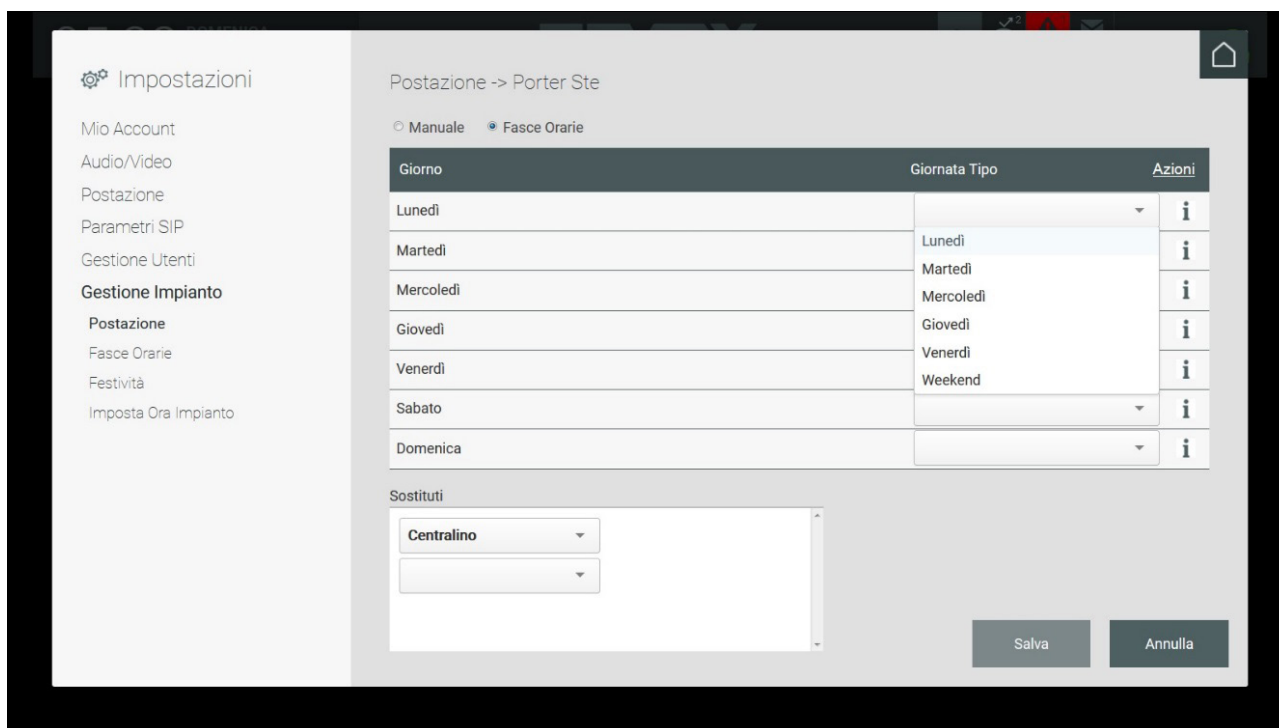 Impostazioni
Mio Account
Audio/Video
Postazione
Parametri SIP
Gestione Utenti
Gestione Impianto
Postazione
Fasce Orarie
Festività
Imposta Ora Impianto
Postazione -> Porter Ste
Manuale Fasce Orarie
Giorno Giornata Tipo Azioni
Lunedì
Martedì
Mercoledì
Giovedì
Venerdì
Sabato
Domenica
Lunedì
Martedì
Mercoledì
Giovedì
Venerdì
Weekend
Sostituti
Centralino
Salva Annulla